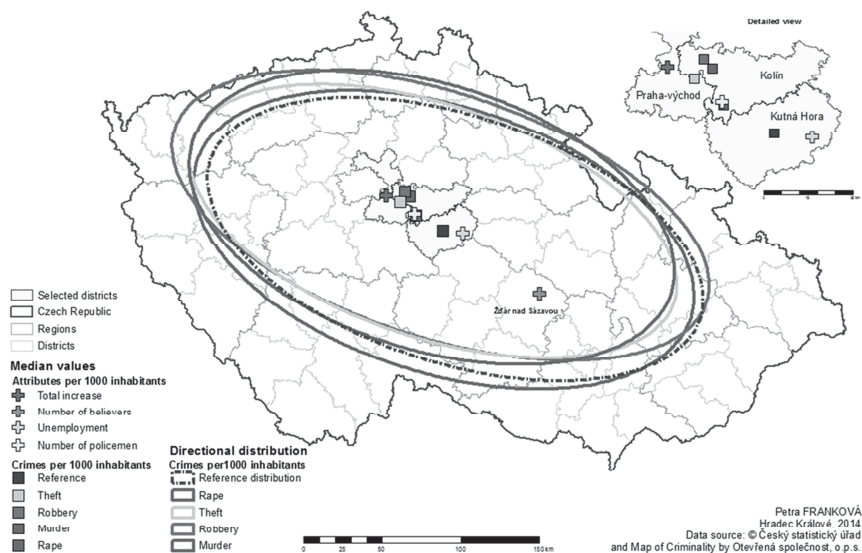 Detailed view
Kolín
Praha-východ
Kutná Hora
Žďár nad Sázavou
Selected districts
Czech Republic
Regions
Districts
Median values
Attributes per 1000 inhabitants
Total increase
Number of believers
Unemployment
Number of policemen
Crimes per 1000 inhabitants
Reference
Theft
Robbery
Murder
Rape
Directional distribution
Crimes per1000 inhabitants
Reference distribution
Rape
Theft
Robbery
Murder
0 25 50 100 150 km
Petra FRANKOVÁ
Hradec Králové, 2014
Data source: © Český statistický úřad
and Map of Criminality by Otevřená společnost, o.p.s.